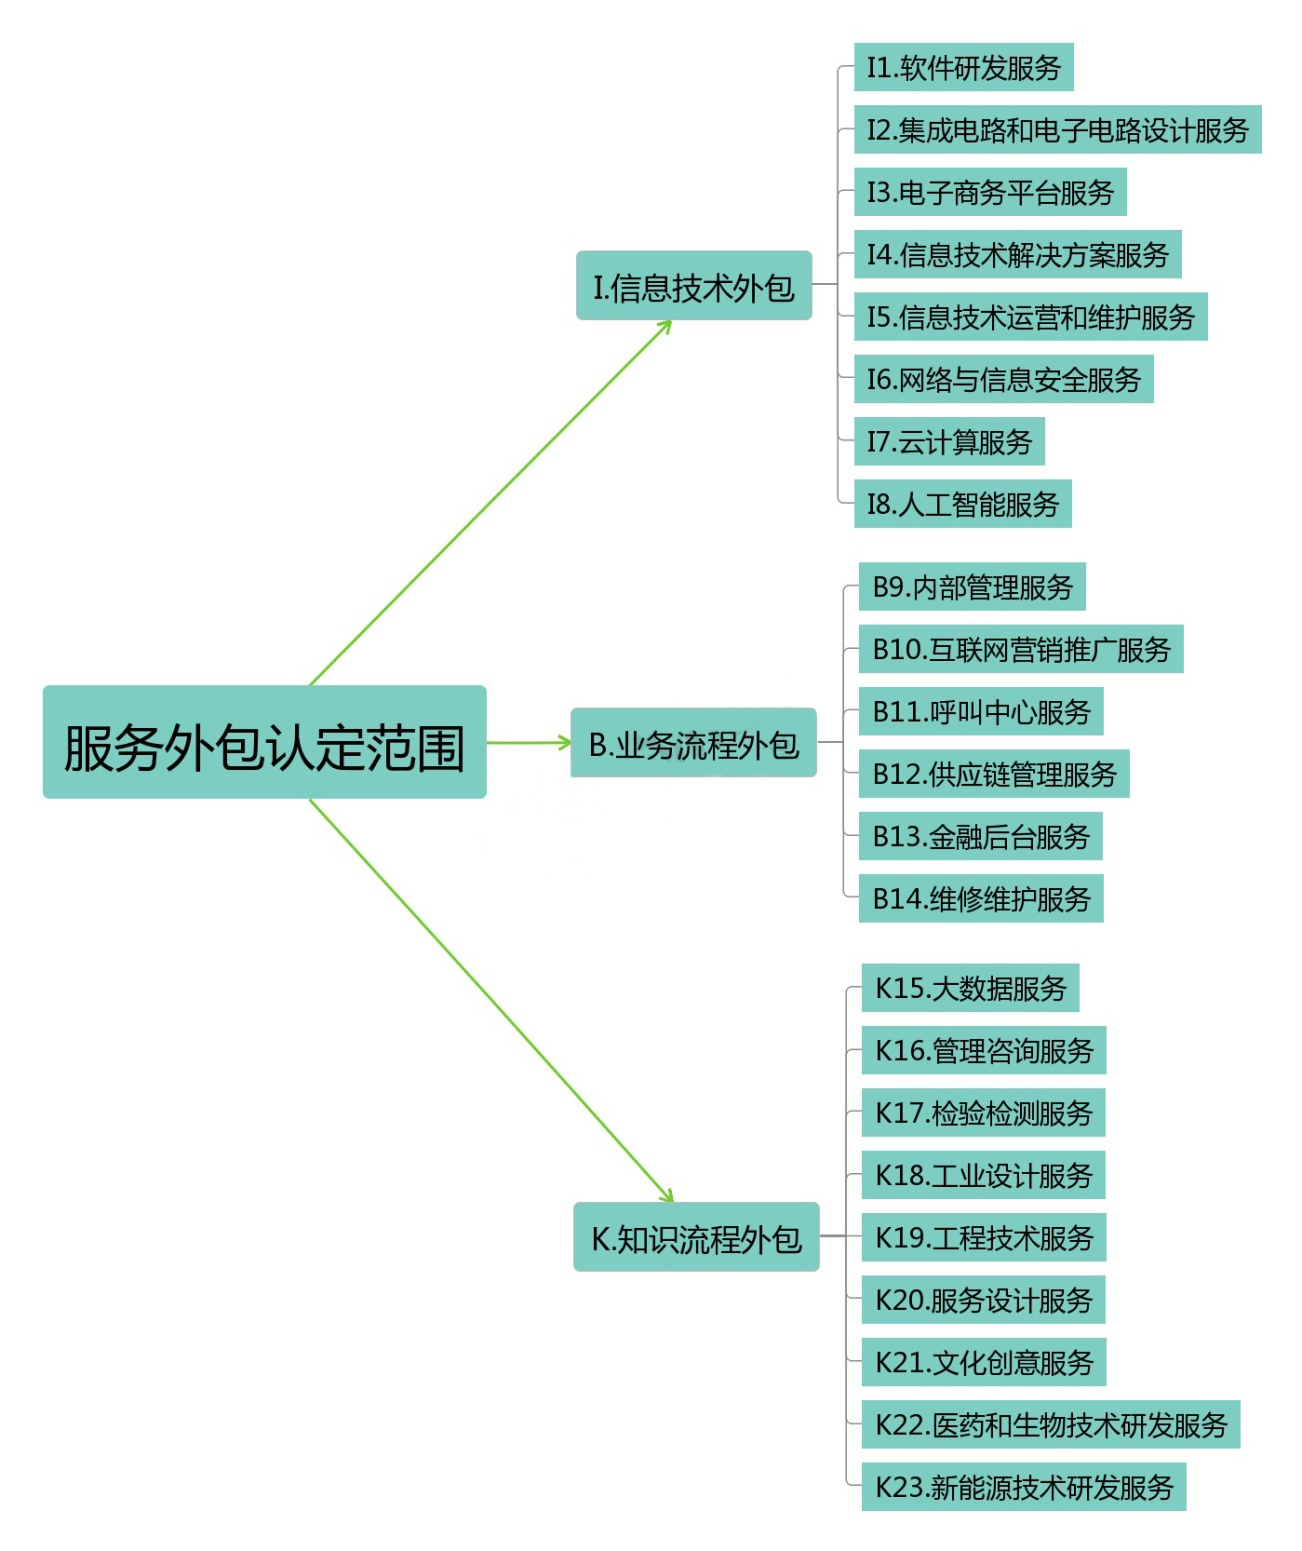 服务外包认定范围
I.信息技术外包
I1.软件研发服务
I2.集成电路和电子电路设计服务
I3.电子商务平台服务
I4.信息技术解决方案服务
I5.信息技术运营和维护服务
I6.网络与信息安全服务
I7.云计算服务
I8.人工智能服务
B.业务流程外包
B9.内部管理服务
B10.互联网营销推广服务
B11.呼叫中心服务
B12.供应链管理服务
B13.金融后台服务
B14.维修维护服务
K.知识流程外包
K15.大数据服务
K16.管理咨询服务
K17.检验检测服务
K18.工业设计服务
K19.工程技术服务
K20.服务设计服务
K21.文化创意服务
K22.医药和生物技术研发服务
K23.新能源技术研发服务